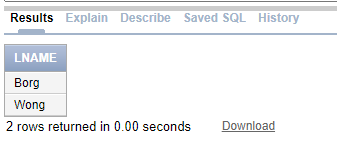 Results Explain Describe Saved SQL History
LNAME
Borg
Wong
2 rows returned in 0.00 seconds Download